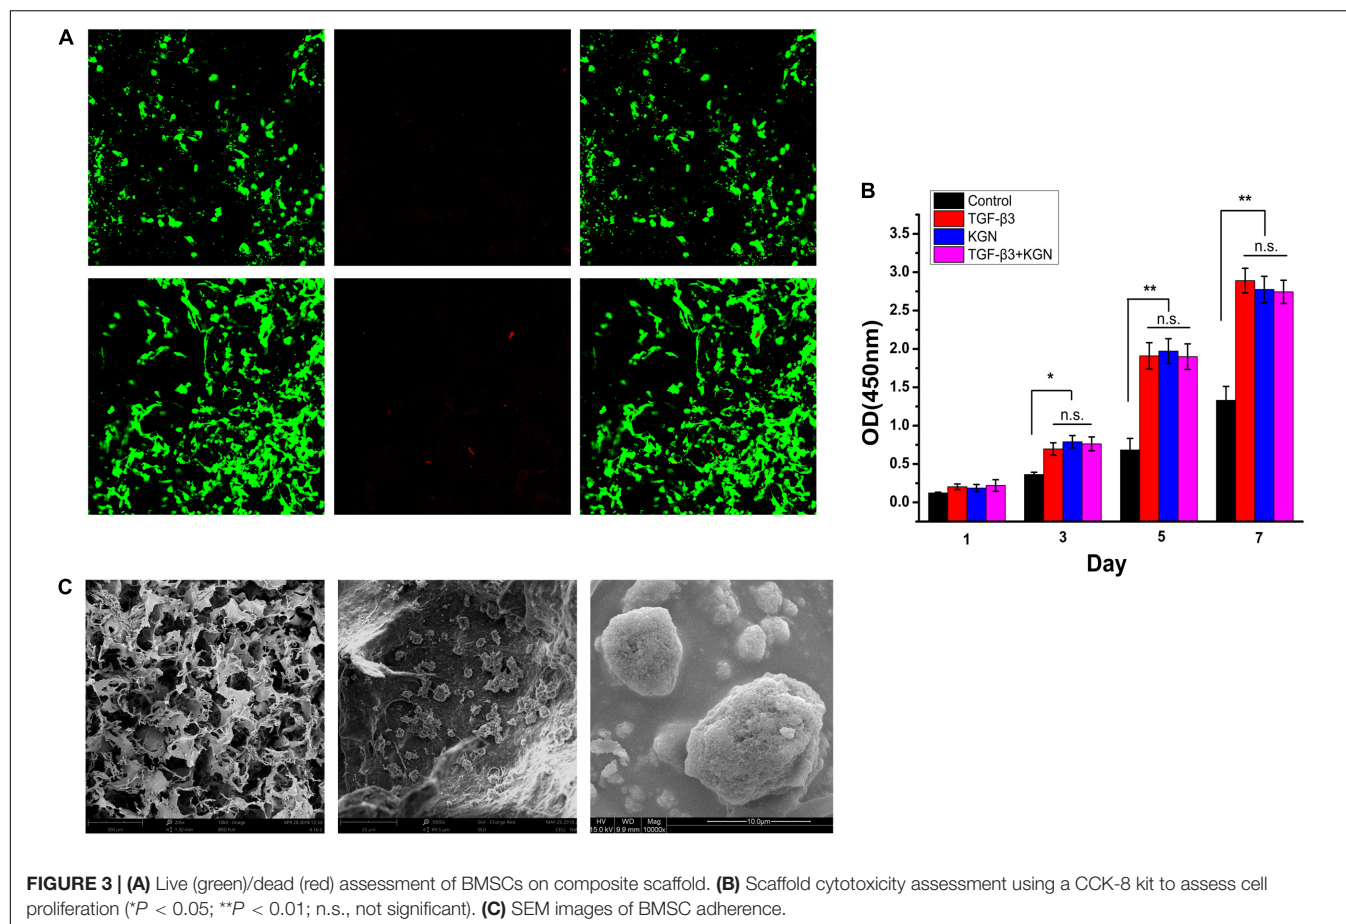 A
B
Control
TGF-β3
KGN
TGF-β3+KGN
**
n.s.
**
n.s.
*
n.s.
3.5
3.0
2.5
2.0
1.5
1.0
0.5
0.0
OD(450nm)
1 3 5 7
Day
C
HV WD Mag 10.0μm
15.0 kV 9.9 mm 10000x
FIGURE 3 | (A) Live (green)/dead (red) assessment of BMSCs on composite scaffold. (B) Scaffold cytotoxicity assessment using a CCK-8 kit to assess cell
proliferation (*P < 0.05; **P < 0.01; n.s., not significant). (C) SEM images of BMSC adherence.